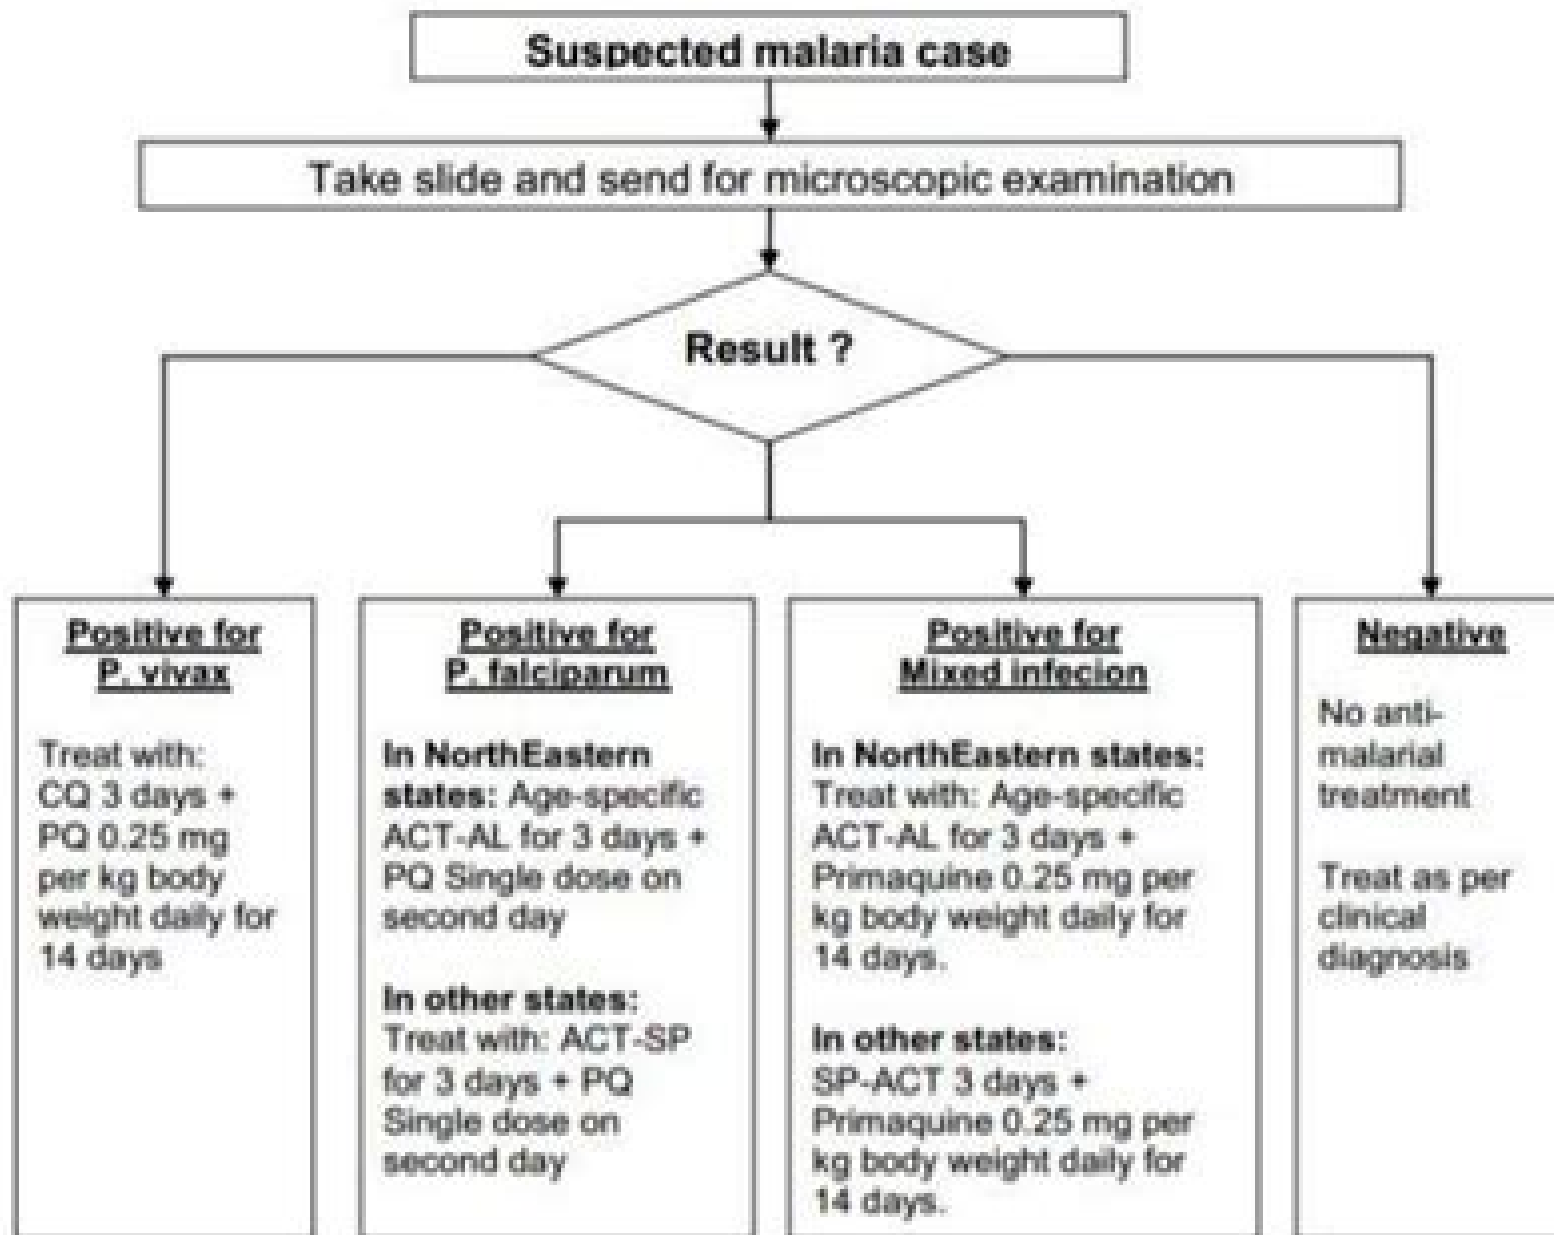 Suspected malaria case
Take slide and send for microscopic examination
Result ?
Positive for
P. vivax
Treat with:
CQ 3 days +
PQ 0.25 mg
per kg body
weight daily for
14 days
Positive for
P. falciparum
In NorthEastern
states: Age-specific
ACT-AL for 3 days +
PQ Single dose on
second day
In other states:
Treat with: ACT-SP
for 3 days + PQ
Single dose on
second day
Positive for
Mixed infecion
In NorthEastern states:
Treat with: Age-specific
ACT-AL for 3 days +
Primaquine 0.25 mg per
kg body weight daily for
14 days.
In other states:
SP-ACT 3 days +
Primaquine 0.25 mg per
kg body weight daily for
14 days.
Negative
No anti-
malarial
treatment
Treat as per
clinical
diagnosis